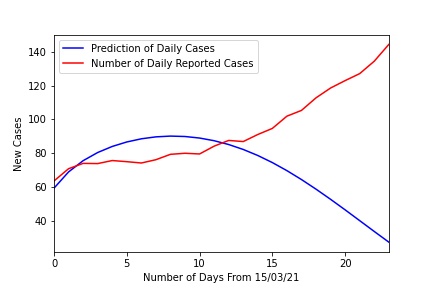 Prediction of Daily Cases
Number of Daily Reported Cases
New Cases
140
120
100
80
60
40
0 5 10 15 20
Number of Days From 15/03/21